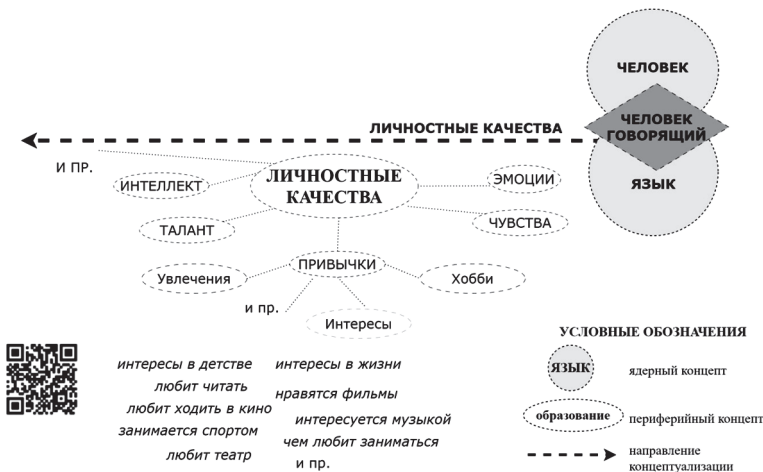 ЧЕЛОВЕК
ЧЕЛОВЕК
ГОВОРЯЩИЙ
ЯЗЫК
ЛИЧНОСТНЫЕ КАЧЕСТВА
И ПР.
ЛИЧНОСТНЫЕ
КАЧЕСТВА
ИНТЕЛЛЕКТ
ЭМОЦИИ
ТАЛАНТ
ЧУВСТВА
ПРИВЫЧКИ
Увлечения
Хобби
и пр.
Интересы
интересы в детстве
любит читать
любит ходить в кино
занимается спортом
любит театр
интересы в жизни
нравятся фильмы
интересуется музыкой
чем любит заниматься
и пр.
УСЛОВНЫЕ ОБОЗНАЧЕНИЯ
ЯЗЫК
ядерный концепт
образование
периферийный концепт
направление
концептуализации